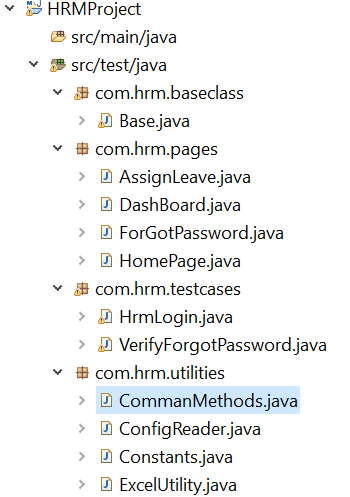 HRMProject
src/main/java
src/test/java
com.hrm.baseclass
Base.java
com.hrm.pages
AssignLeave.java
DashBoard.java
ForGotPassword.java
HomePage.java
com.hrm.testcases
HrmLogin.java
VerifyForgotPassword.java
com.hrm.utilities
CommanMethods.java
ConfigReader.java
Constants.java
ExcelUtility.java